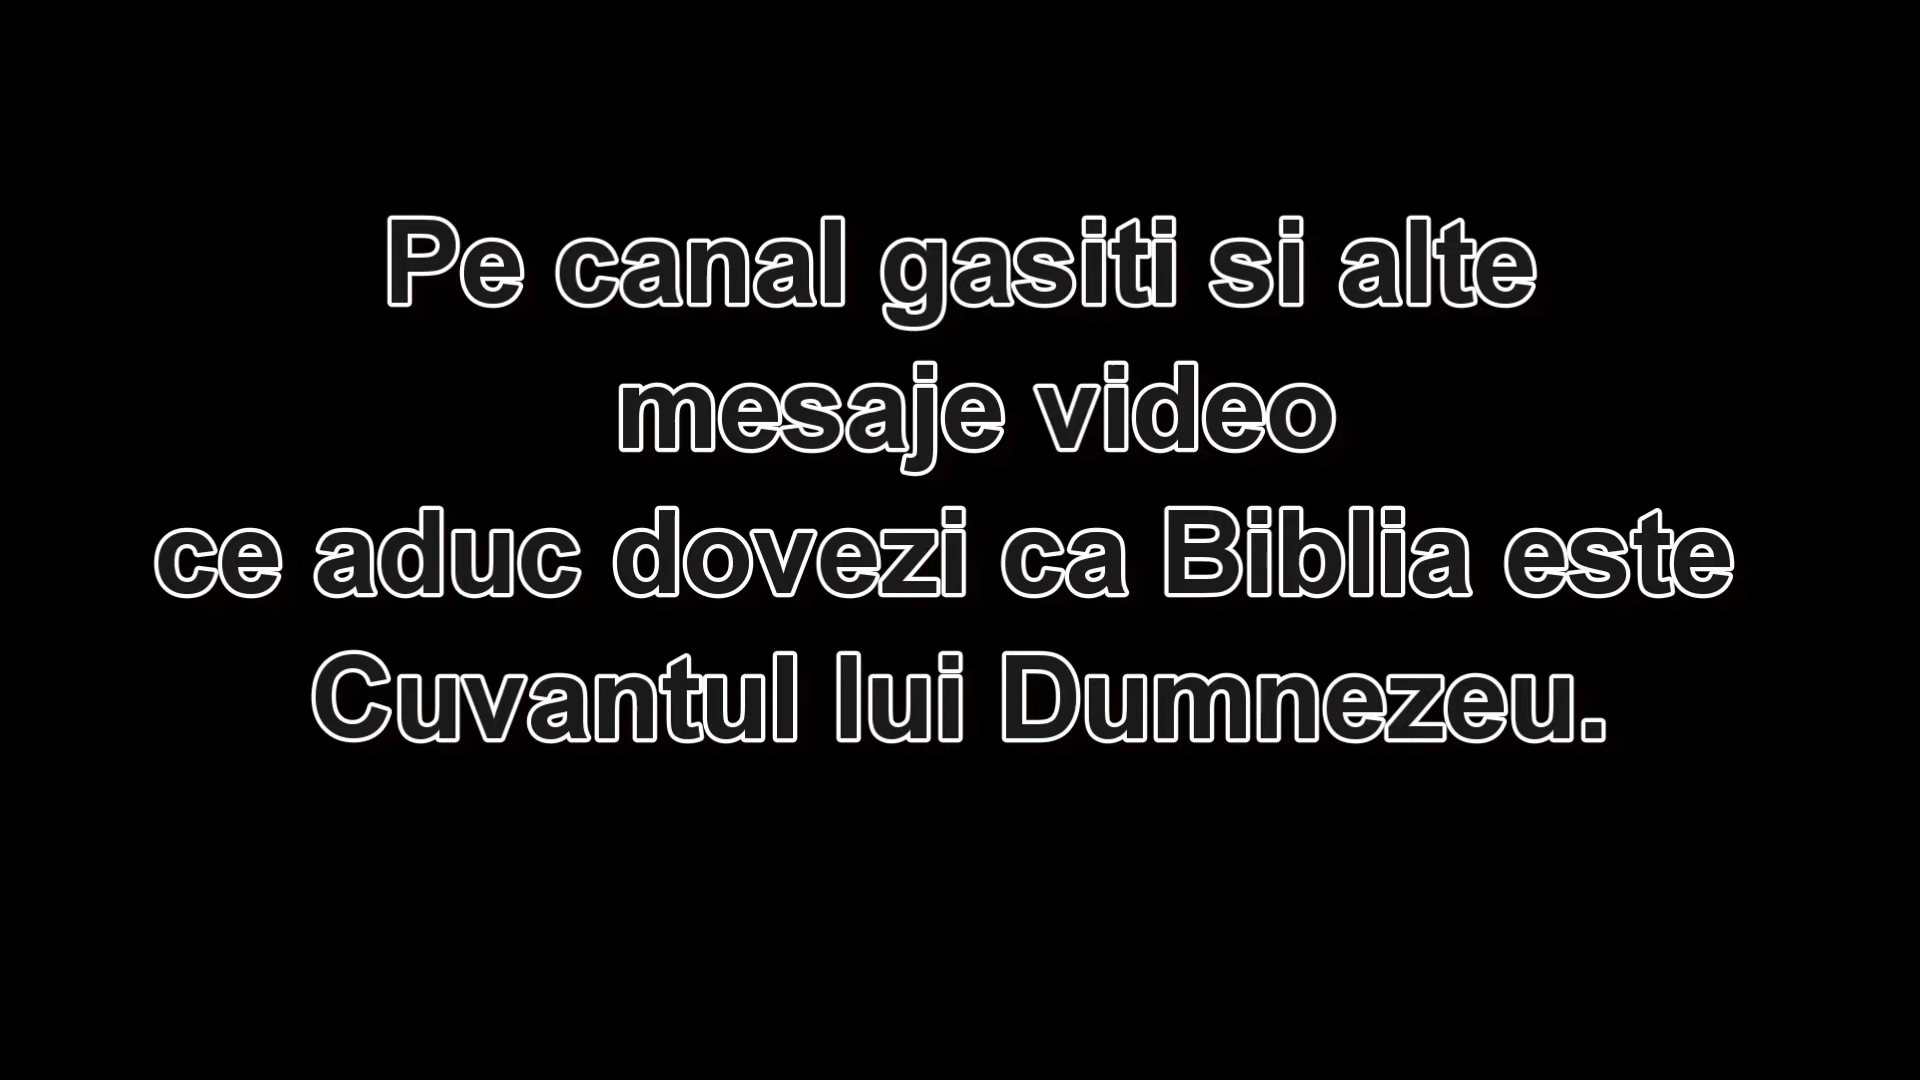 Pe canal gasiti si alte
mesaje video
ce aduc dovezi ca Biblia este
Cuvantul lui Dumnezeu.